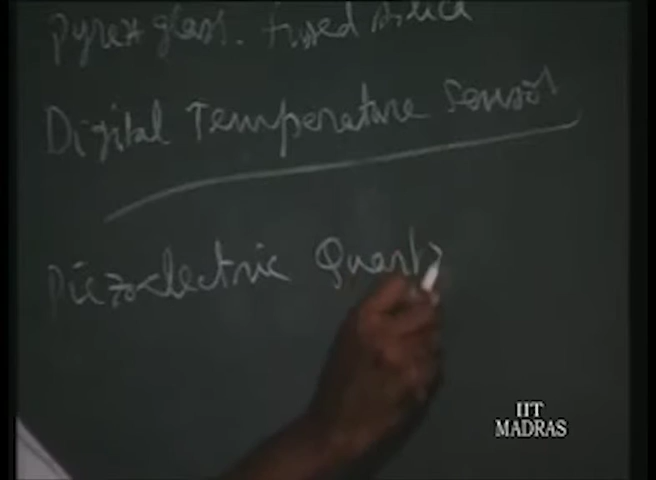 Pyrex glass. fused silica
Digital Temperature Sensor
Piezoelectric Quartz
IIT
MADRAS